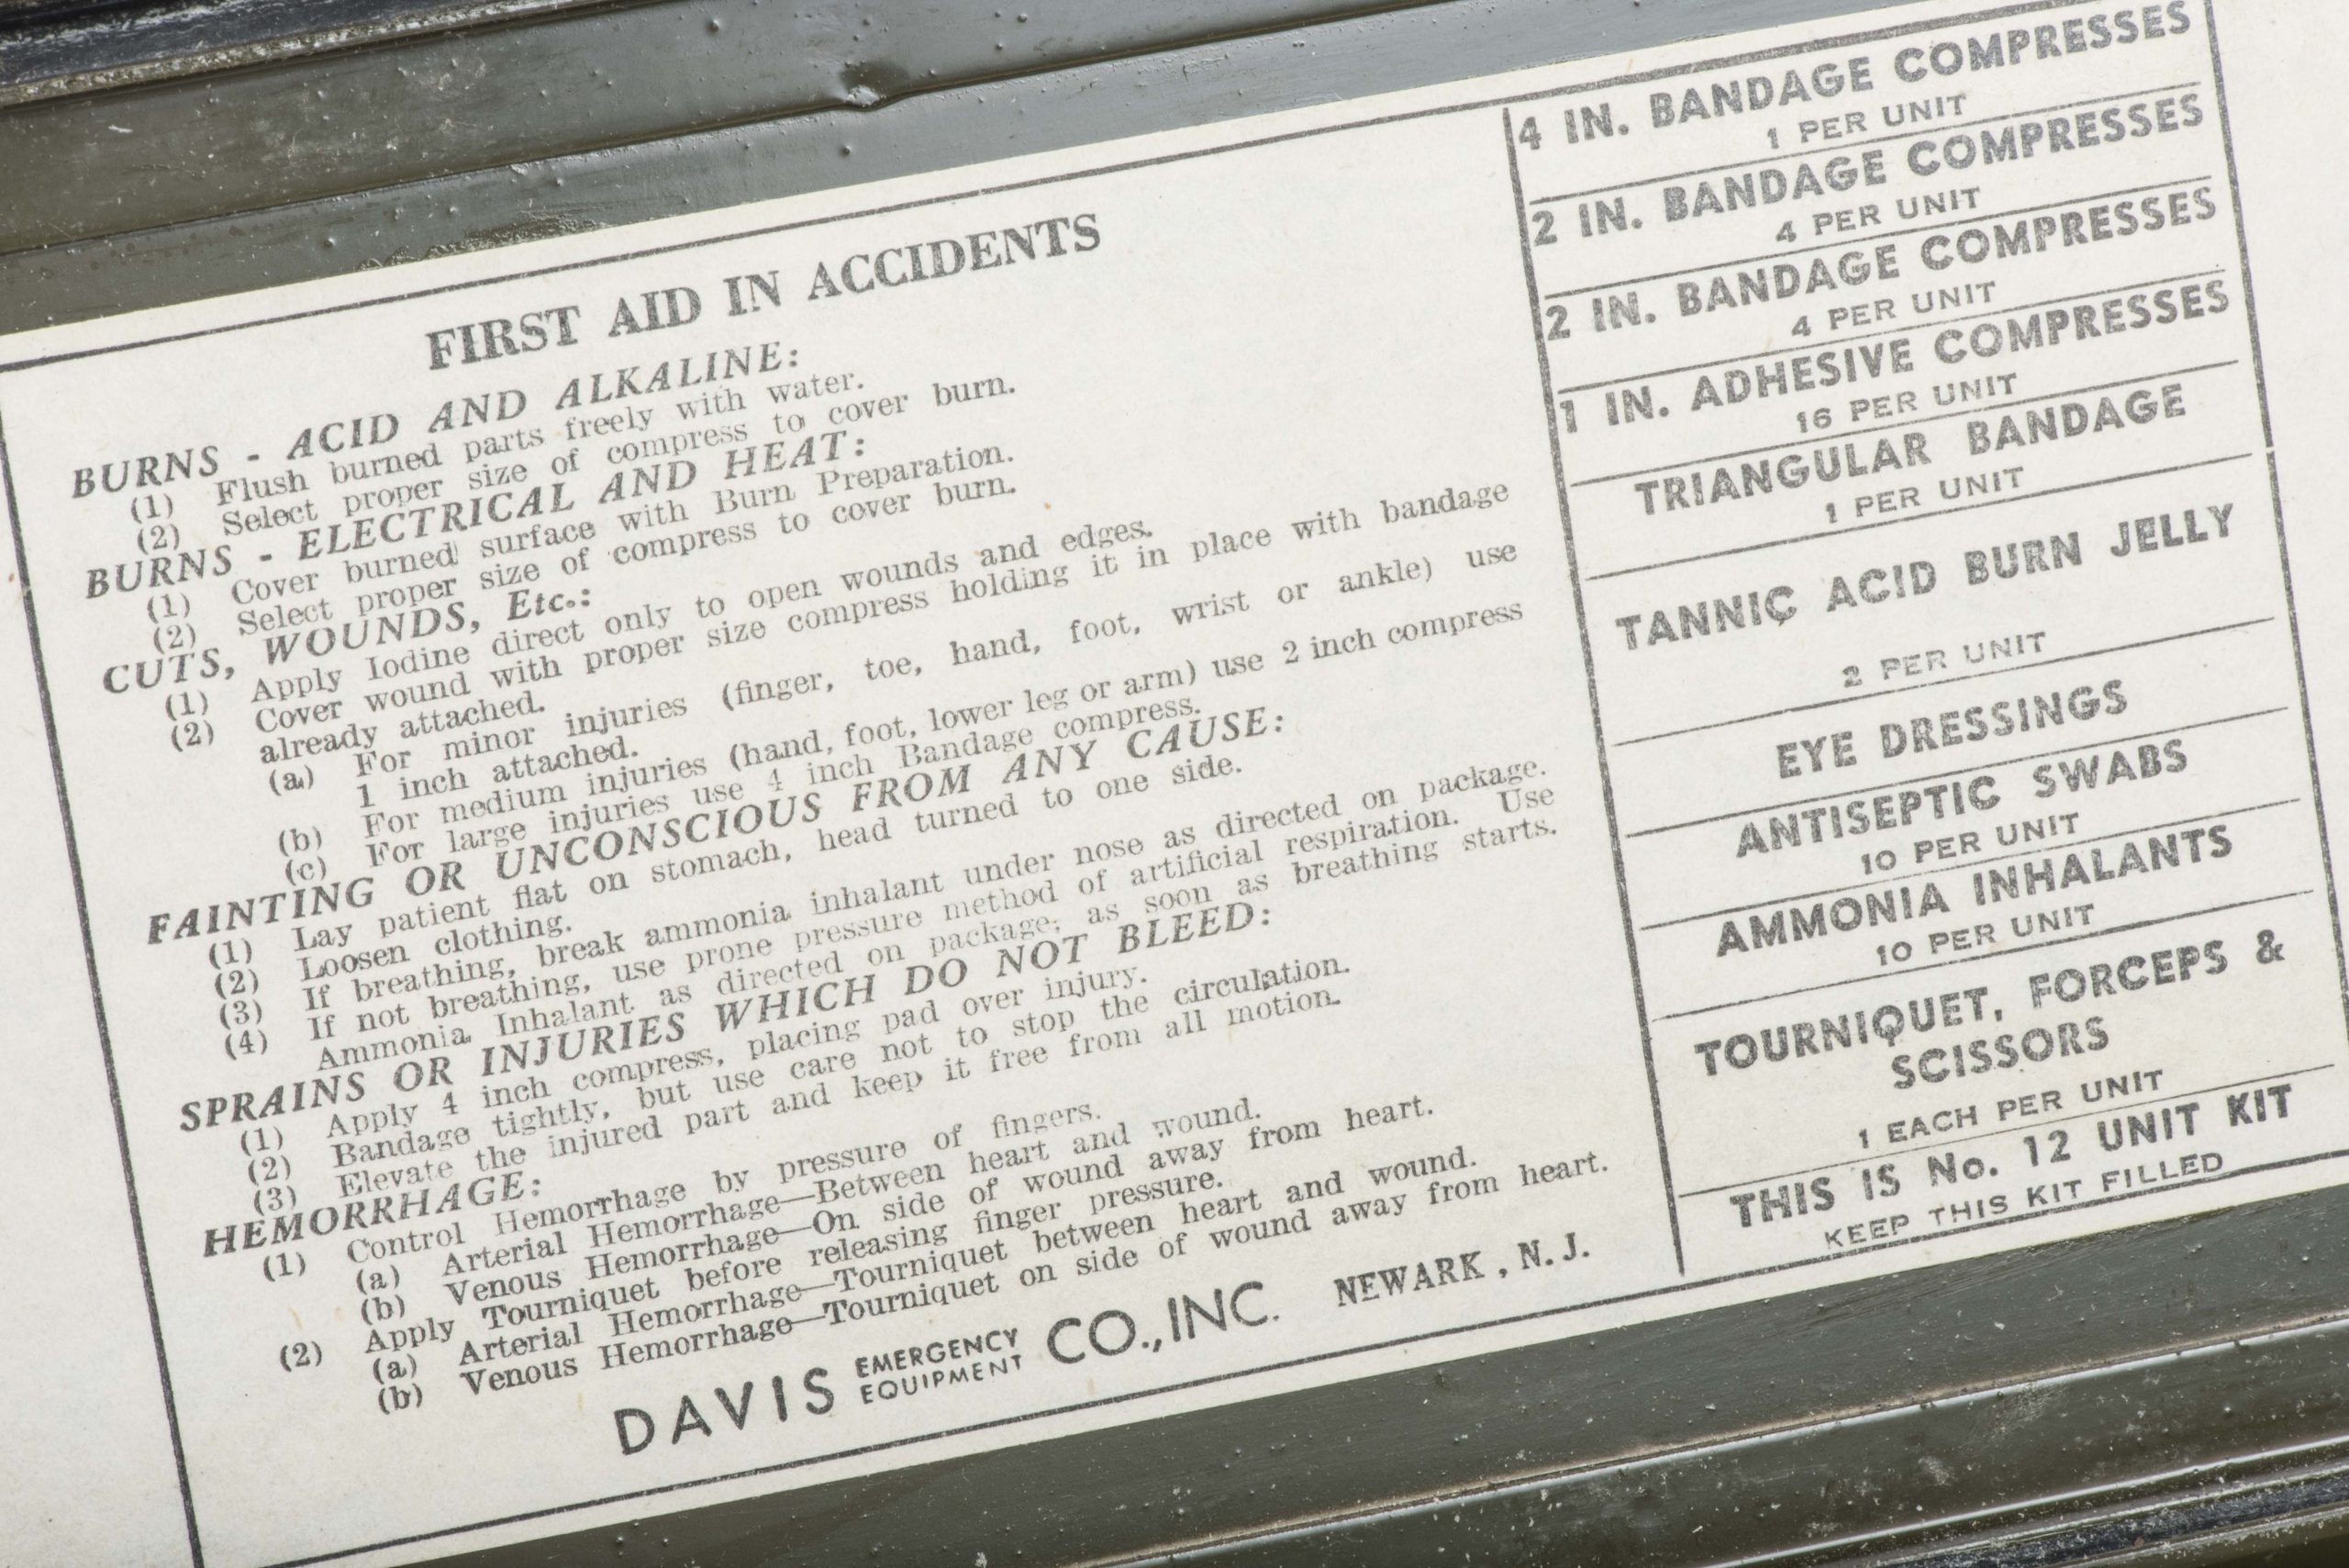 FIRST AID IN ACCIDENTS
BURNS - ACID AND ALKALINE:
(1) Flush burned parts freely with water.
(2) Select proper size of compress to cover burn.
BURNS - ELECTRICAL AND HEAT:
(1) Cover burned surface with Burn Preparation.
(2) Select proper size of compress to cover burn.
CUTS, WOUNDS, Etc.:
(1) Apply Iodine direct only to open wounds and edges.
(2) Cover wound with proper size compress holding it in place with bandage
already attached.
(a) For minor injuries (finger, toe, hand, foot, wrist or ankle) use
1 inch attached.
(b) For medium injuries (hand, foot, lower leg or arm) use 2 inch compress
(c) For large injuries use 4 inch Bandage compress.
FAINTING OR UNCONSCIOUS FROM ANY CAUSE:
(1) Lay patient flat on stomach, head turned to one side.
(2) Loosen clothing.
(3) If breathing, break ammonia inhalant under nose as directed on package.
(4) If not breathing, use prone pressure method of artificial respiration. Use
Ammonia Inhalant as directed on package; as soon as breathing starts.
SPRAINS OR INJURIES WHICH DO NOT BLEED:
(1) Apply 4 inch compress, placing pad over injury.
(2) Bandage tightly, but use care not to stop the circulation.
(3) Elevate the injured part and keep it free from all motion.
HEMORRHAGE:
(1) Control Hemorrhage by pressure of fingers.
(a) Arterial Hemorrhage—Between heart and wound.
(b) Venous Hemorrhage—On side of wound away from heart.
(2) Apply Tourniquet before releasing finger pressure.
(a) Arterial Hemorrhage—Tourniquet between heart and wound.
(b) Venous Hemorrhage—Tourniquet on side of wound away from heart.
DAVIS EMERGENCY EQUIPMENT CO., INC. NEWARK, N. J.
4 IN. BANDAGE COMPRESSES
1 PER UNIT
2 IN. BANDAGE COMPRESSES
4 PER UNIT
2 IN. BANDAGE COMPRESSES
4 PER UNIT
1 IN. ADHESIVE COMPRESSES
16 PER UNIT
TRIANGULAR BANDAGE
1 PER UNIT
TANNIC ACID BURN JELLY
2 PER UNIT
EYE DRESSINGS
ANTISEPTIC SWABS
10 PER UNIT
AMMONIA INHALANTS
10 PER UNIT
TOURNIQUET, FORCEPS &
SCISSORS
1 EACH PER UNIT
THIS IS No. 12 UNIT KIT
KEEP THIS KIT FILLED